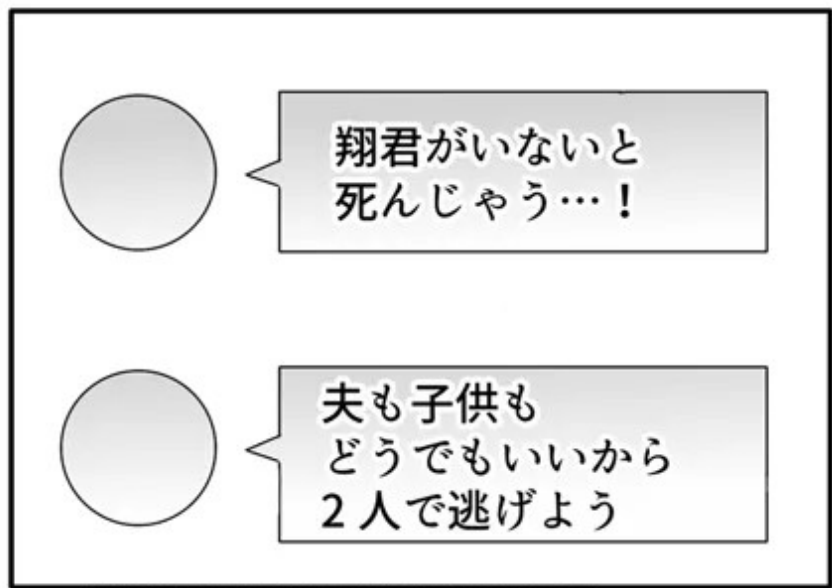 翔君がいないと
死んじゃう…！
夫も子供も
どうでもいいから
2人で逃げよう